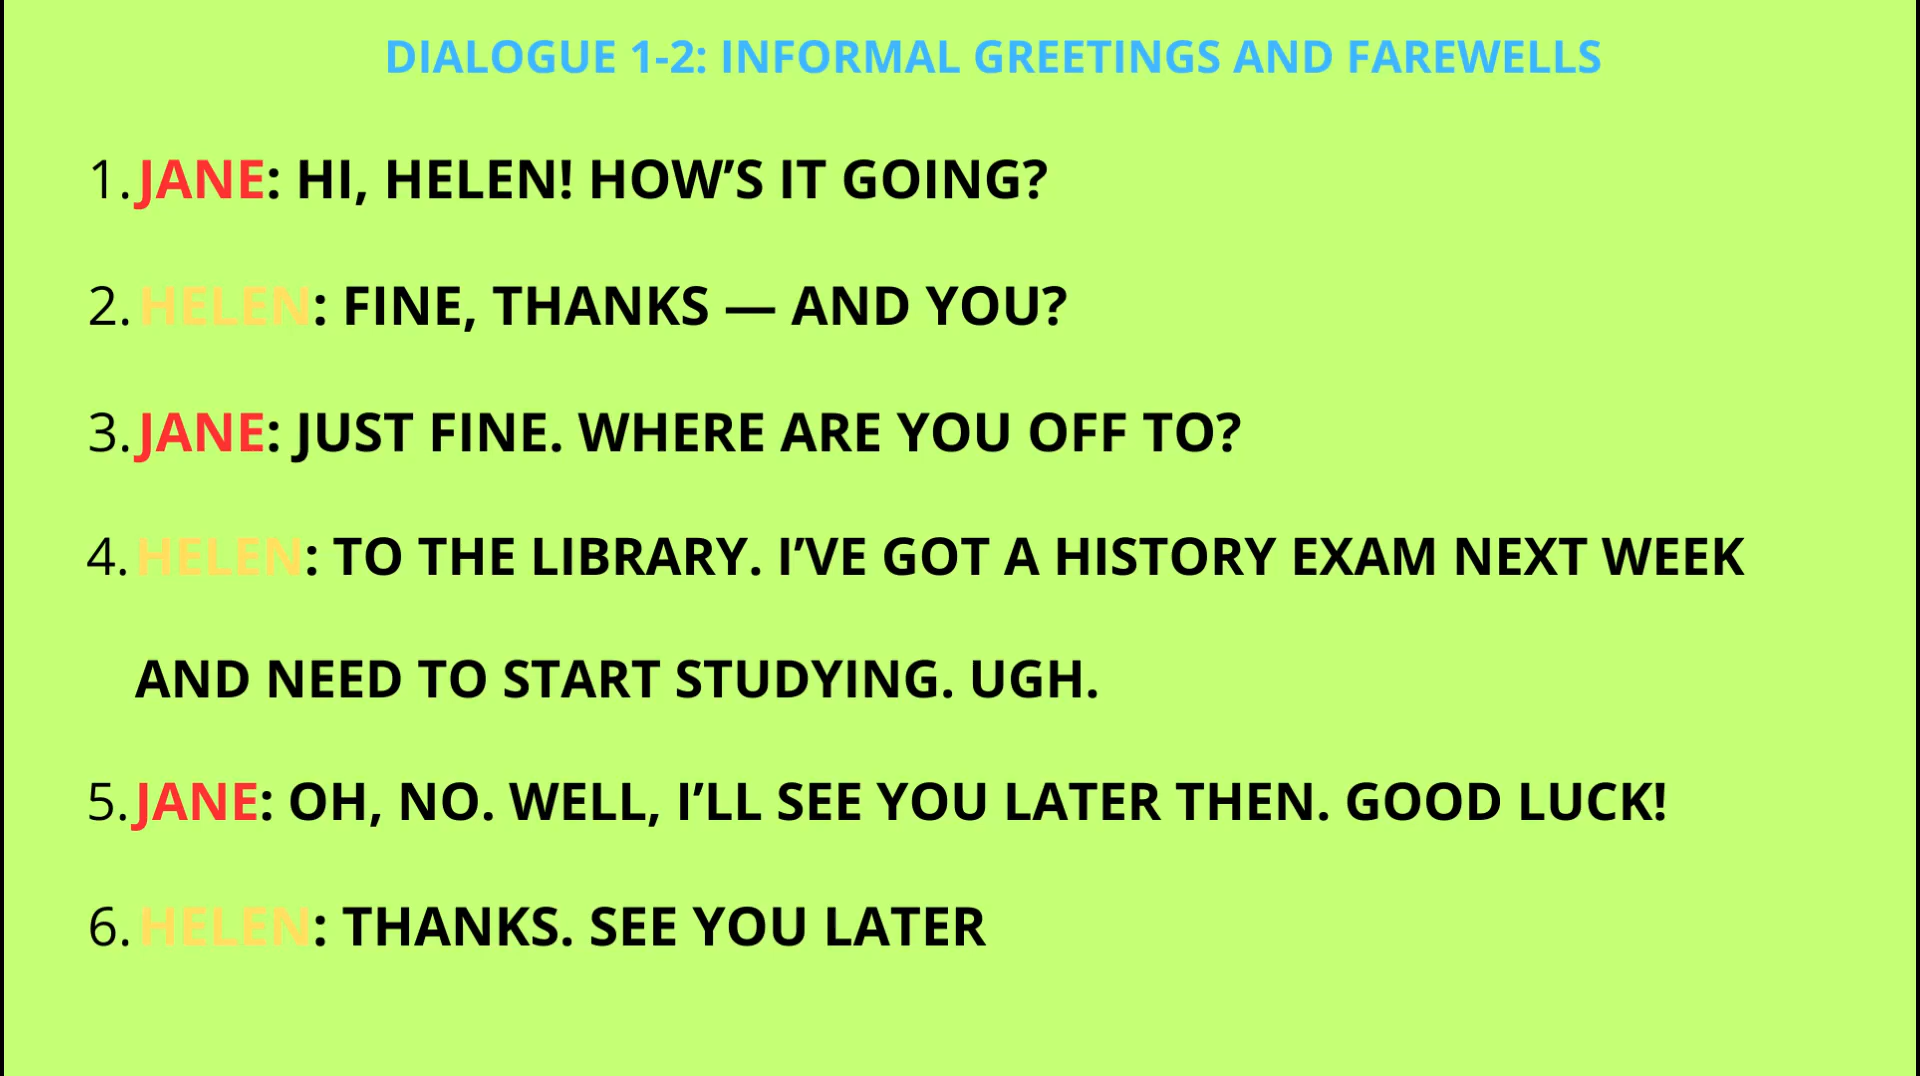 DIALOGUE 1-2: INFORMAL GREETINGS AND FAREWELLS
1. JANE: HI, HELEN! HOW’S IT GOING?
2. HELEN: FINE, THANKS — AND YOU?
3. JANE: JUST FINE. WHERE ARE YOU OFF TO?
4. HELEN: TO THE LIBRARY. I’VE GOT A HISTORY EXAM NEXT WEEK
AND NEED TO START STUDYING. UGH.
5. JANE: OH, NO. WELL, I’LL SEE YOU LATER THEN. GOOD LUCK!
6. HELEN: THANKS. SEE YOU LATER